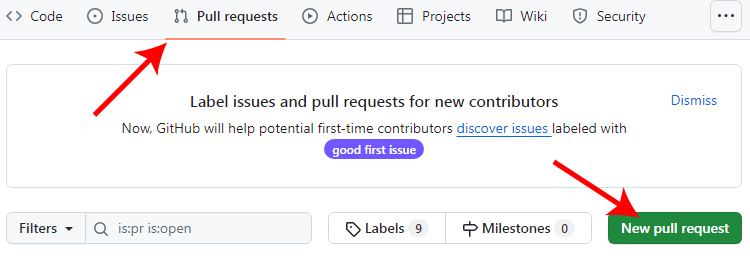 Code Issues Pull requests Actions Projects Wiki Security
Label issues and pull requests for new contributors
Dismiss
Now, GitHub will help potential first-time contributors discover issues labeled with
good first issue
Filters is:pr is:open Labels 9 Milestones 0 New pull request